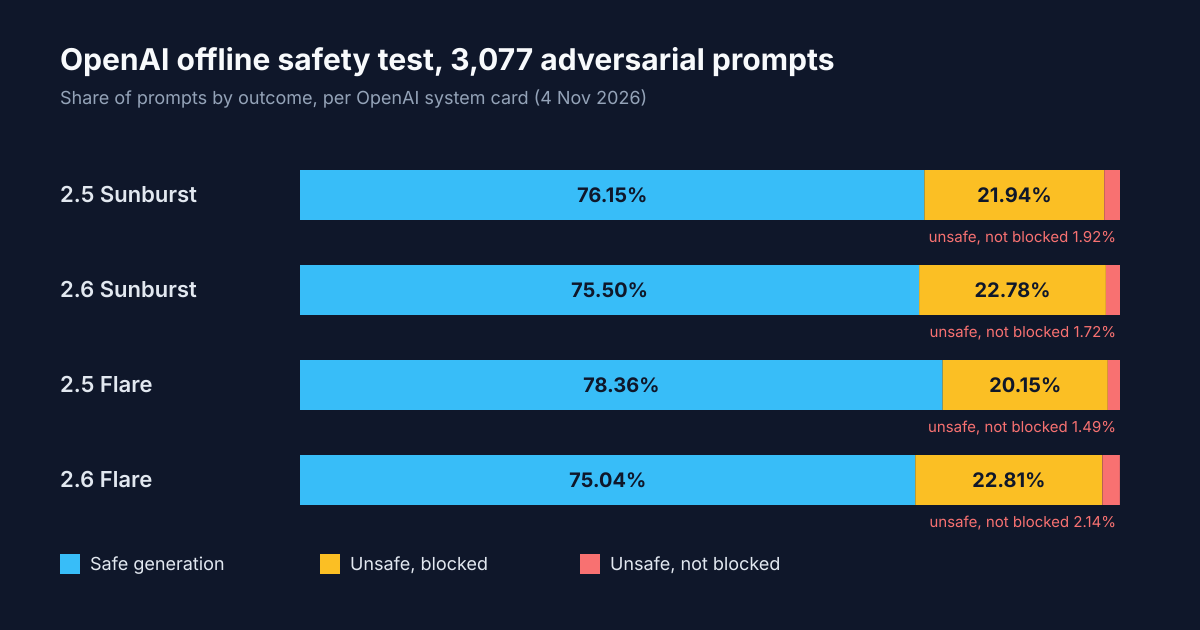 OpenAI offline safety test, 3,077 adversarial prompts
Share of prompts by outcome, per OpenAI system card (4 Nov 2026)
2.5 Sunburst
76.15%
21.94%
unsafe, not blocked 1.92%
2.6 Sunburst
75.50%
22.78%
unsafe, not blocked 1.72%
2.5 Flare
78.36%
20.15%
unsafe, not blocked 1.49%
2.6 Flare
75.04%
22.81%
unsafe, not blocked 2.14%
Safe generation
Unsafe, blocked
Unsafe, not blocked